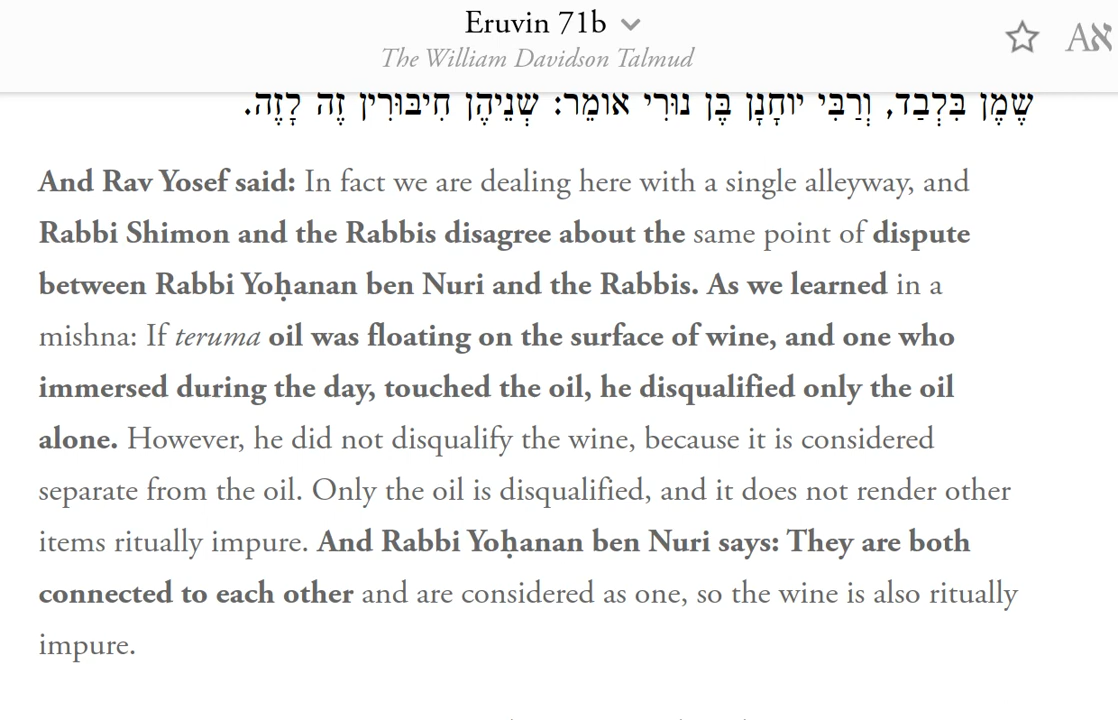 Eruvin 71b
The William Davidson Talmud
Aא
שֶׁמֶן בִּלְבַד, וְרַבִּי יוֹחָנָן בֶּן נוּרִי אוֹמֵר: שְׁנֵיהֶן חִיבּוּרִין זֶה לָזֶה.
And Rav Yosef said: In fact we are dealing here with a single alleyway, and
Rabbi Shimon and the Rabbis disagree about the same point of dispute
between Rabbi Yoḥanan ben Nuri and the Rabbis. As we learned in a
mishna: If teruma oil was floating on the surface of wine, and one who
immersed during the day, touched the oil, he disqualified only the oil
alone. However, he did not disqualify the wine, because it is considered
separate from the oil. Only the oil is disqualified, and it does not render other
items ritually impure. And Rabbi Yoḥanan ben Nuri says: They are both
connected to each other and are considered as one, so the wine is also ritually
impure.